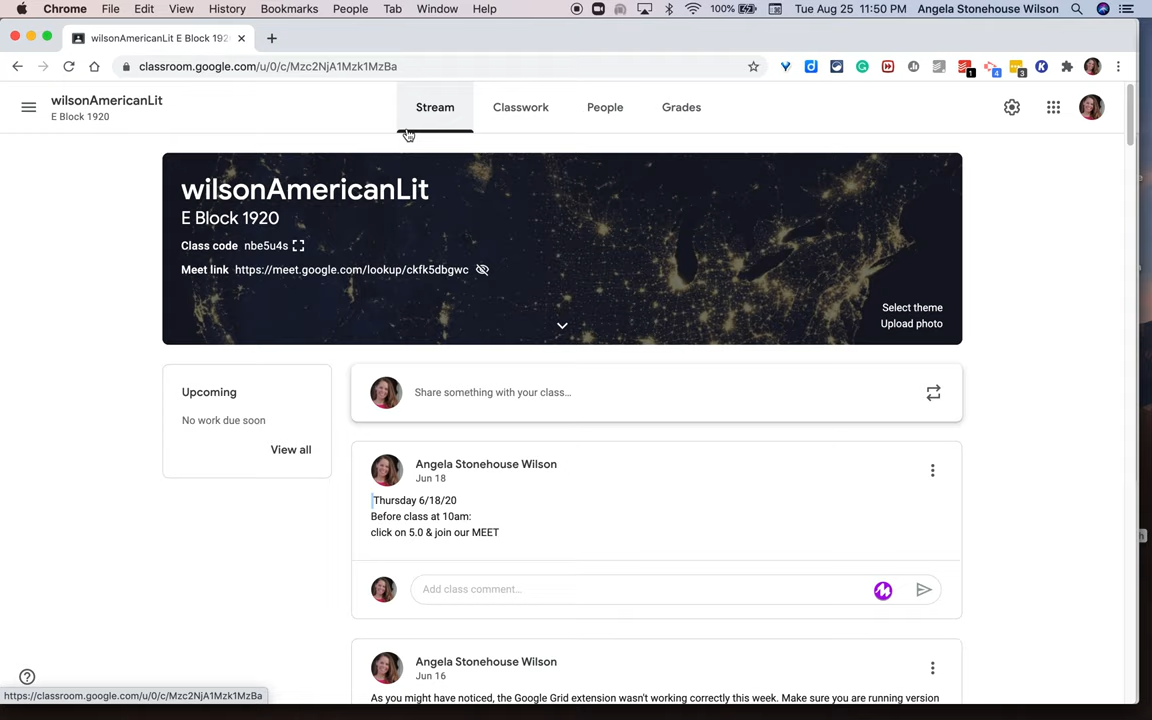 Chrome File Edit View History Bookmarks People Tab Window Help 100% Tue Aug 25 11:50 PM Angela Stonehouse Wilson
wilsonAmericanLit E Block 192
classroom.google.com/u/0/c/Mzc2NjA1Mzk1MzBa
1 4 3
wilsonAmericanLit
E Block 1920
Stream Classwork People Grades
wilsonAmericanLit
E Block 1920
Class code nbe5u4s
Meet link https://meet.google.com/lookup/ckfk5dbgwc
Select theme
Upload photo
Upcoming
No work due soon
View all
Share something with your class...
Angela Stonehouse Wilson
Jun 18
Thursday 6/18/20
Before class at 10am:
click on 5.0 & join our MEET
Add class comment...
Angela Stonehouse Wilson
Jun 16
As you might have noticed, the Google Grid extension wasn't working correctly this week. Make sure you are running version
https://classroom.google.com/u/0/c/Mzc2NjA1Mzk1MzBa